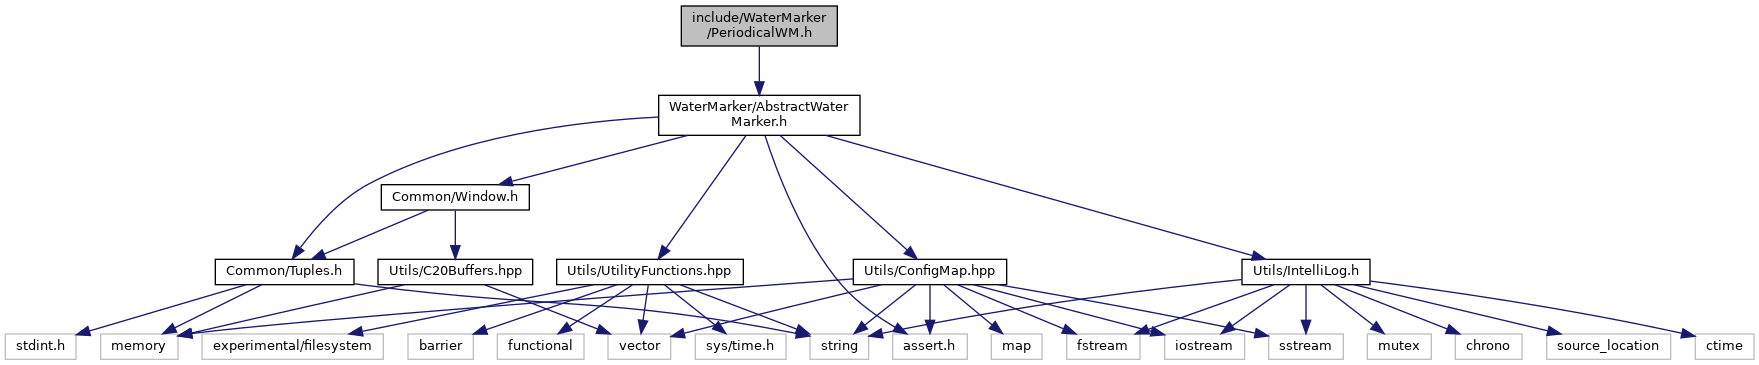 include/WaterMarker
/PeriodicalWM.h
WaterMarker/AbstractWater
Marker.h
Common/Window.h
Common/Tuples.h
Utils/C20Buffers.hpp
Utils/UtilityFunctions.hpp
Utils/ConfigMap.hpp
Utils/IntelliLog.h
stdint.h
memory
experimental/filesystem
barrier
functional
vector
sys/time.h
string
assert.h
map
fstream
iostream
sstream
mutex
chrono
source_location
ctime